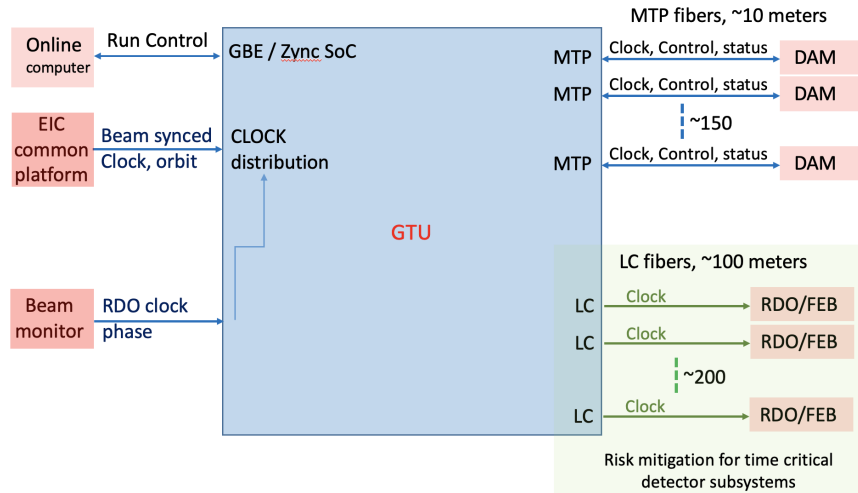 MTP fibers, ~10 meters
Online
computer
Run Control
GBE / Zync SoC
MTP
Clock, Control, status
DAM
MTP
Clock, Control, status
DAM
~150
EIC
common
platform
Beam synced
Clock, orbit
CLOCK
distribution
MTP
Clock, Control, status
DAM
GTU
LC fibers, ~100 meters
Beam
monitor
RDO clock
phase
LC
Clock
RDO/FEB
LC
Clock
RDO/FEB
~200
LC
Clock
RDO/FEB
Risk mitigation for time critical
detector subsystems